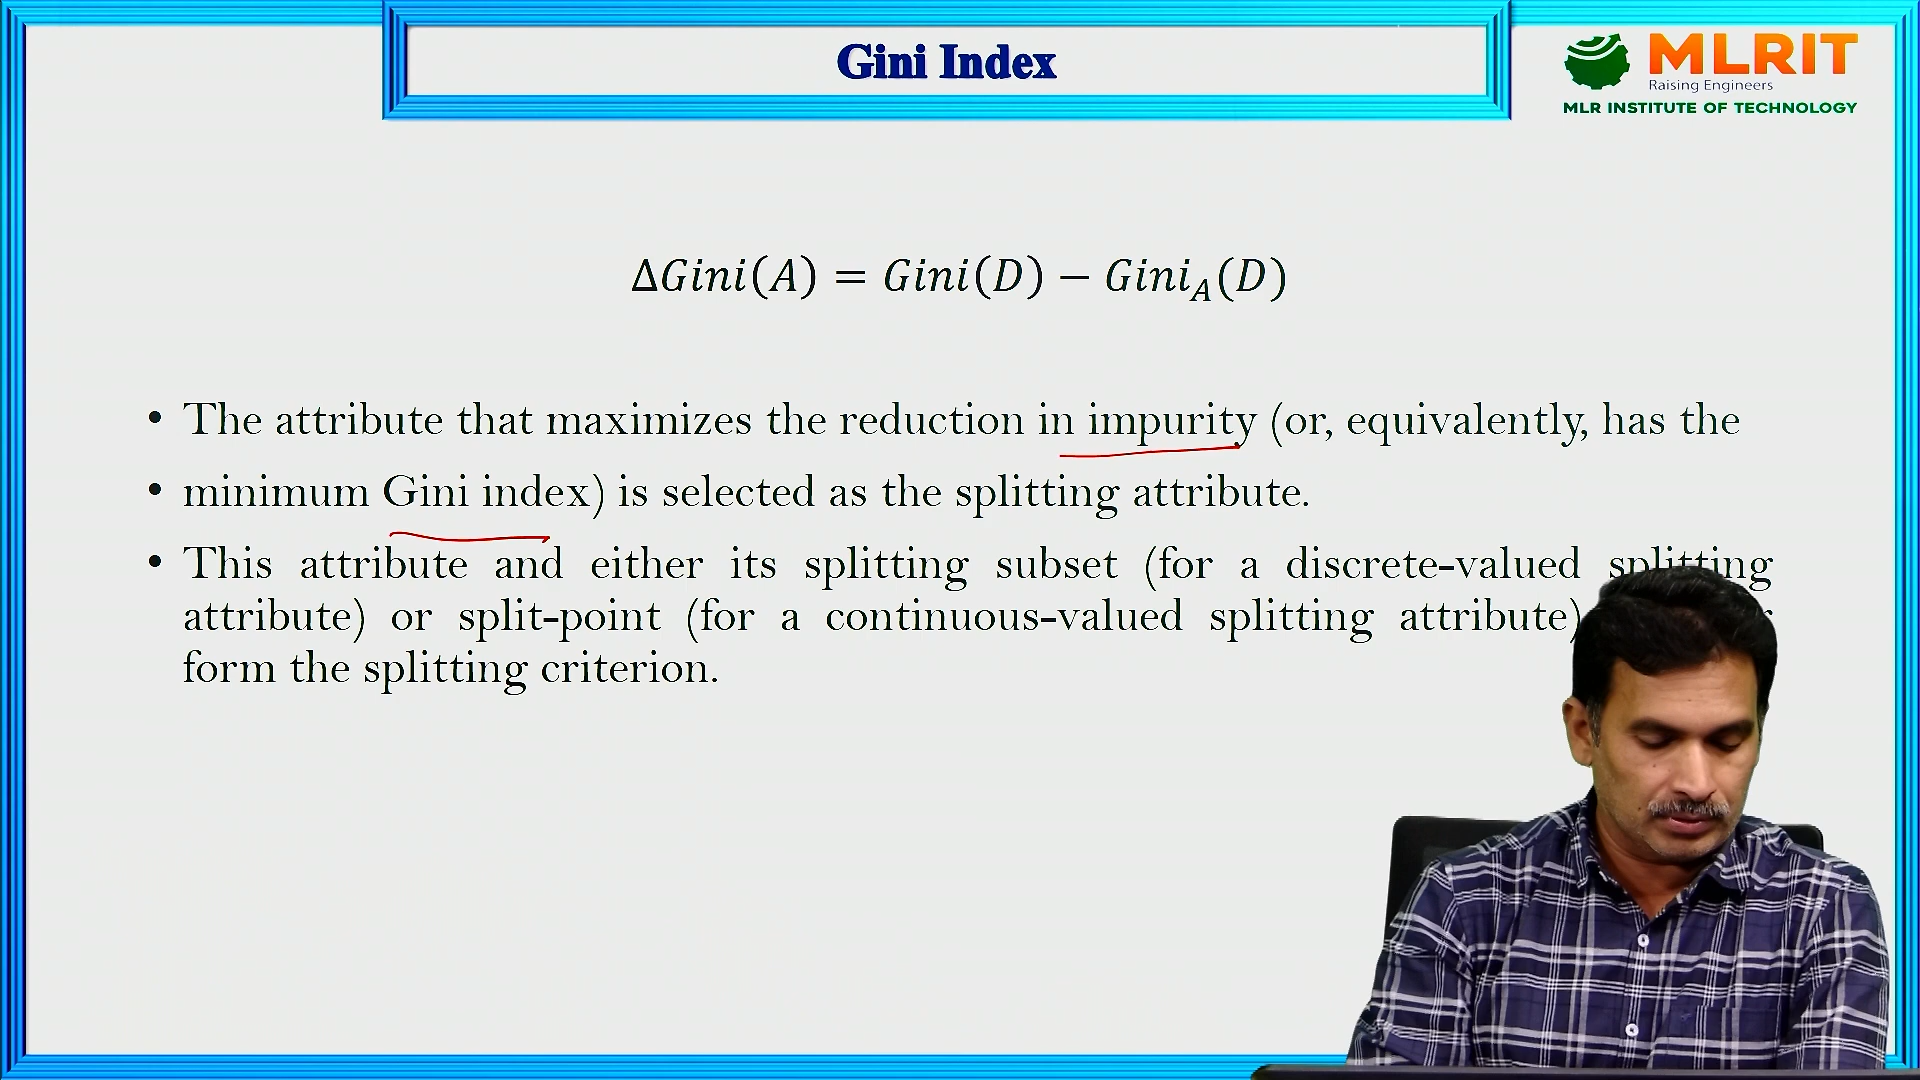 Gini Index
MLRIT
Raising Engineers
MLR INSTITUTE OF TECHNOLOGY
ΔGini(A) = Gini(D) − Gini_A(D)
• The attribute that maximizes the reduction in impurity (or, equivalently, has the
• minimum Gini index) is selected as the splitting attribute.
• This attribute and either its splitting subset (for a discrete-valued splitting
attribute) or split-point (for a continuous-valued splitting attribute)
form the splitting criterion.